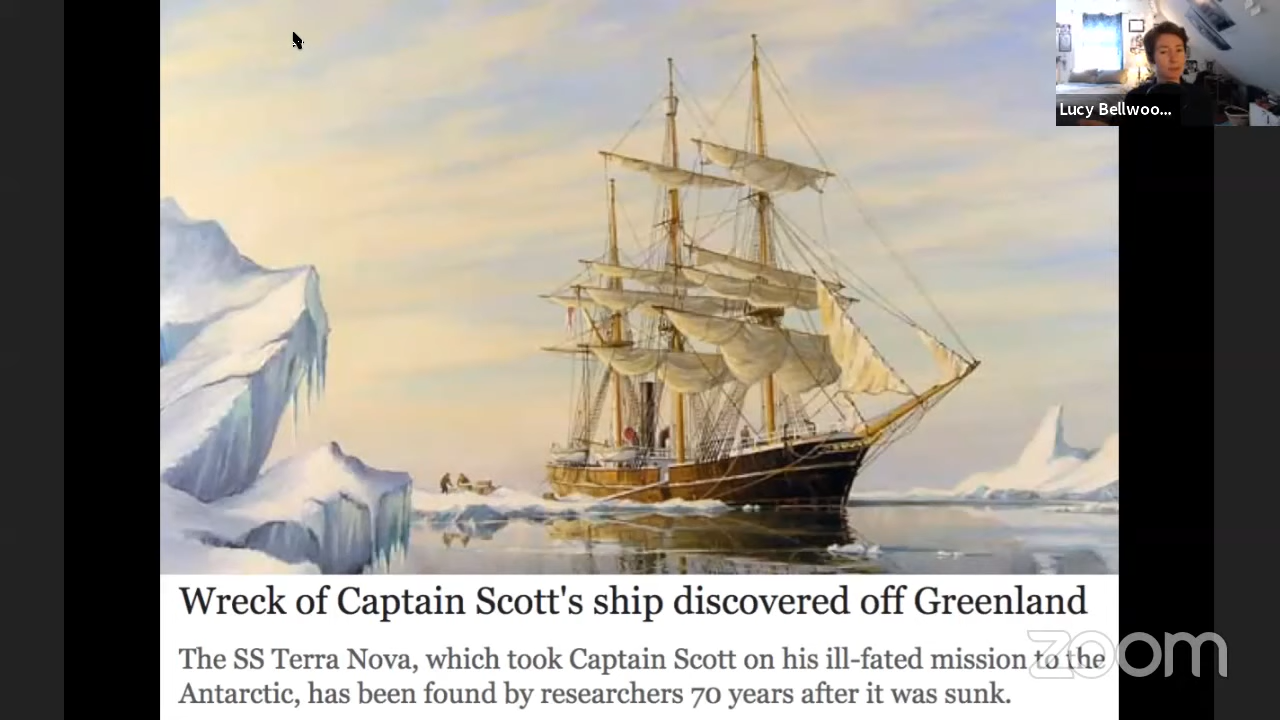 Lucy Bellwoo...
Wreck of Captain Scott's ship discovered off Greenland
The SS Terra Nova, which took Captain Scott on his ill-fated mission to the
Antarctic, has been found by researchers 70 years after it was sunk.
zoom